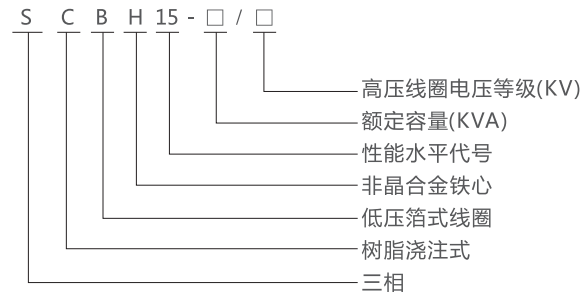 S C B H 15 - □ / □
高压线圈电压等级(KV)
额定容量(KVA)
性能水平代号
非晶合金铁心
低压箔式线圈
树脂浇注式
三相